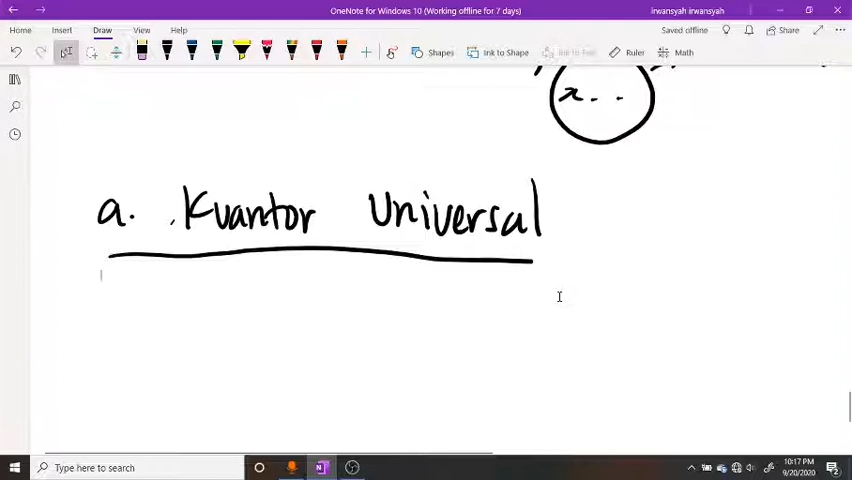 OneNote for Windows 10 (Working offline for 7 days)
irwansyah irwansyah
Home Insert Draw View Help
Saved offline
Share
Shapes Ink to Shape Ink to Text Ruler Math
x..
a. Kuantor Universal
Type here to search
10:17 PM
9/20/2020
2